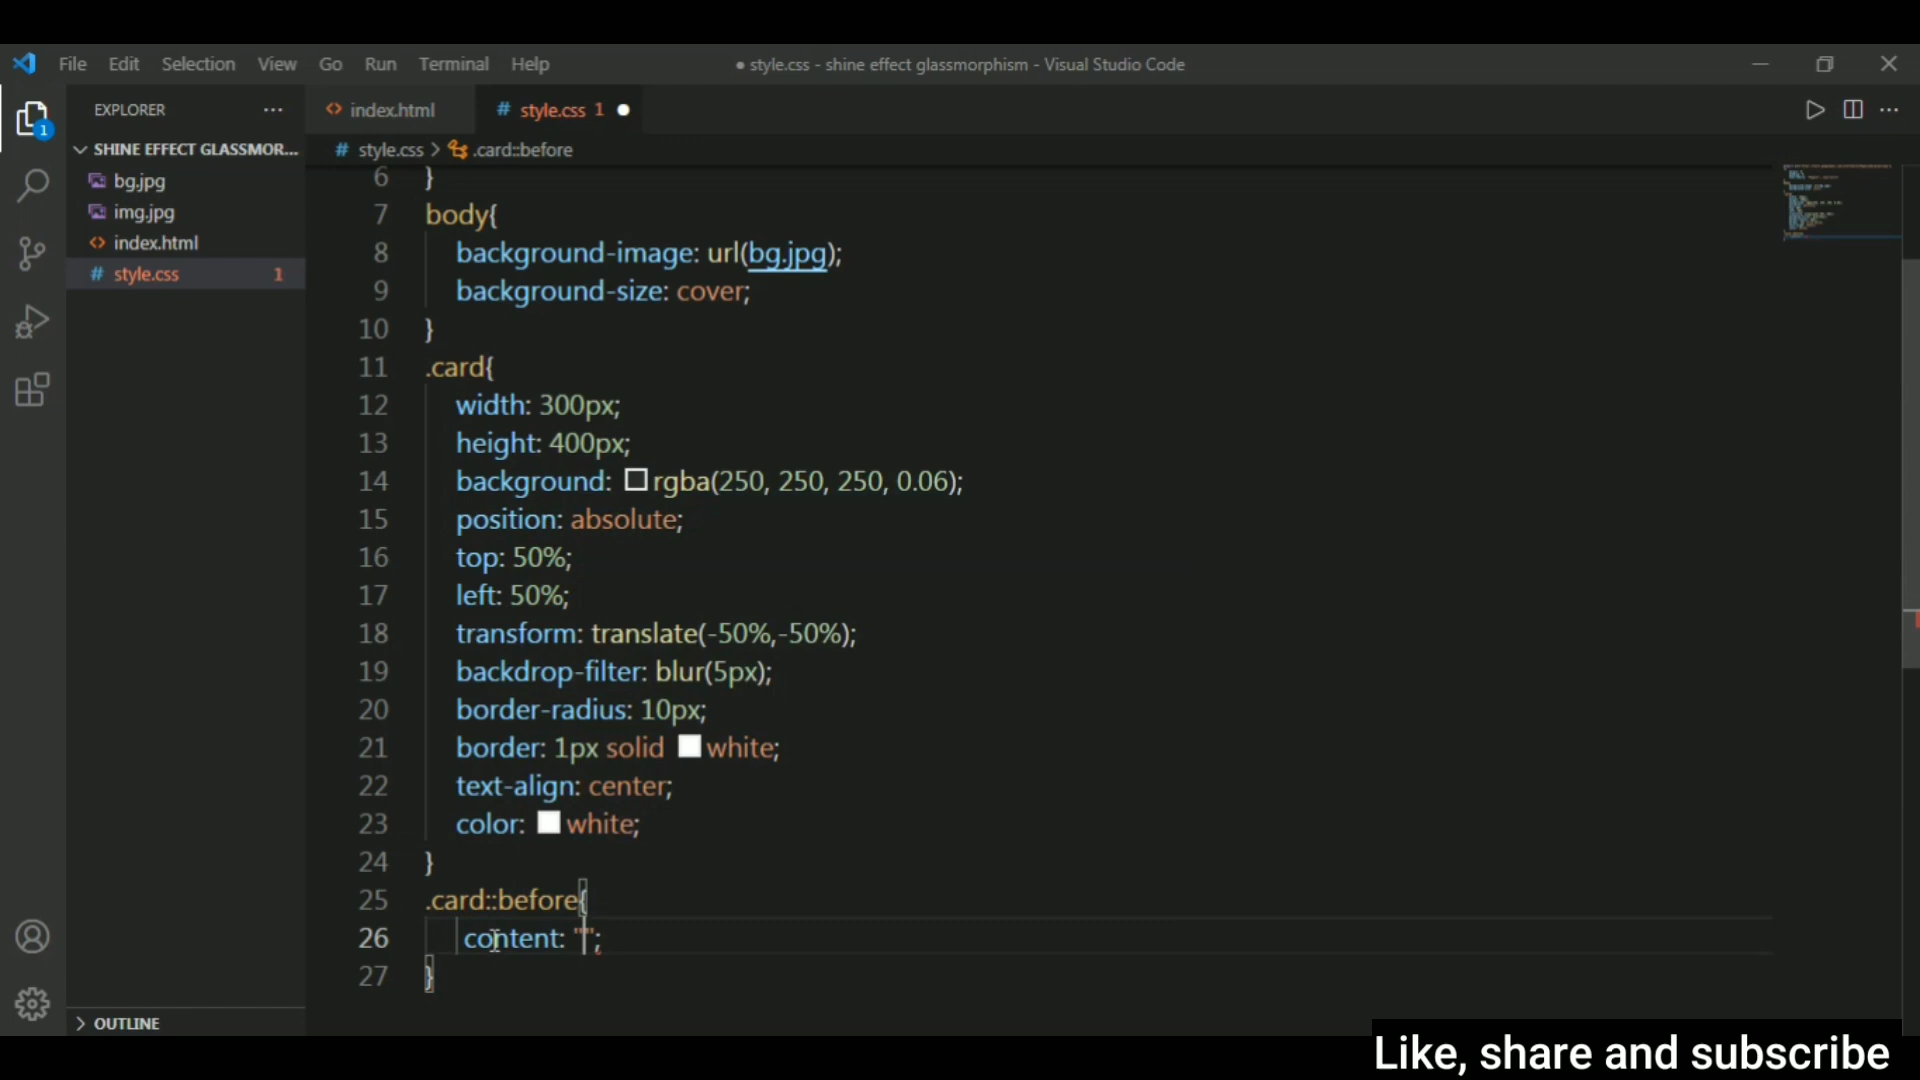 File Edit Selection View Go Run Terminal Help ● style.css - shine effect glassmorphism - Visual Studio Code
EXPLORER ··· <> index.html # style.css 1 ●
1
SHINE EFFECT GLASSMOR... # style.css > .card::before
bg.jpg
img.jpg
<> index.html
# style.css 1
6 }
7 body{
8 background-image: url(bg.jpg);
9 background-size: cover;
10 }
11 .card{
12 width: 300px;
13 height: 400px;
14 background: rgba(250, 250, 250, 0.06);
15 position: absolute;
16 top: 50%;
17 left: 50%;
18 transform: translate(-50%,-50%);
19 backdrop-filter: blur(5px);
20 border-radius: 10px;
21 border: 1px solid white;
22 text-align: center;
23 color: white;
24 }
25 .card::before{
26 content: "";
27 }
OUTLINE
Like, share and subscribe